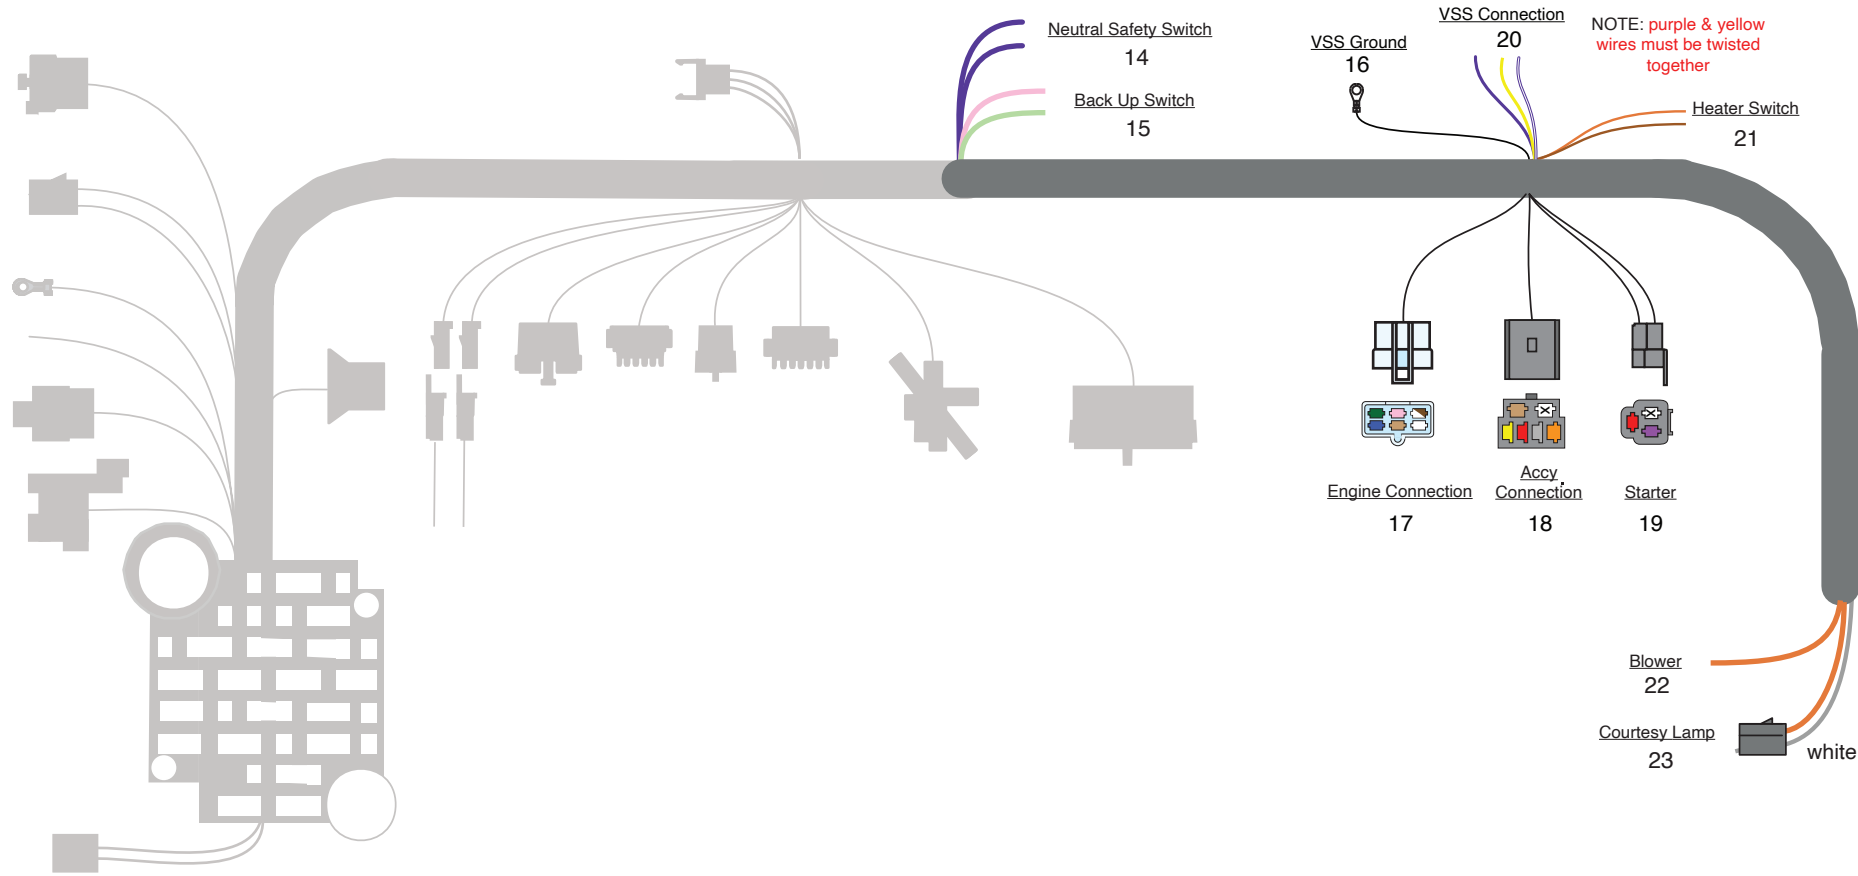 Neutral Safety Switch
14
Back Up Switch
15
VSS Ground
16
VSS Connection
20
NOTE: purple & yellow
wires must be twisted
together
Heater Switch
21
Engine Connection
17
Accy.
Connection
18
Starter
19
Blower
22
Courtesy Lamp
23
white